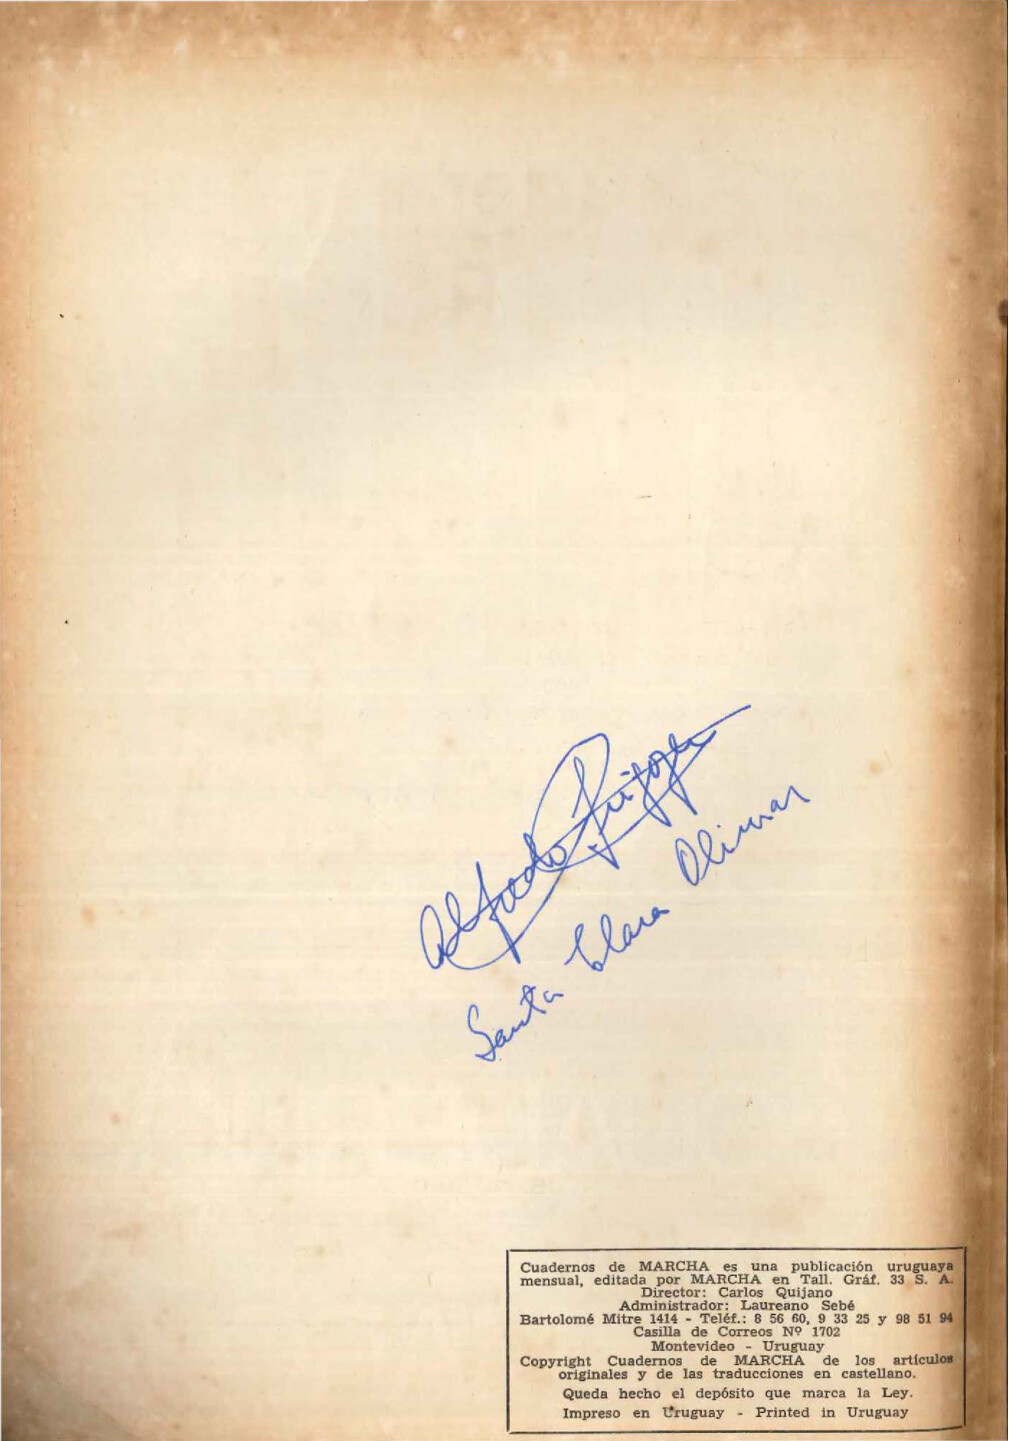 Alfredo
Santa Clara Olimar
Cuadernos de MARCHA es una publicación uruguaya
mensual, editada por MARCHA en Tall. Gráf. 33 S. A.
Director: Carlos Quijano
Administrador: Laureano Sebé
Bartolomé Mitre 1414 - Teléf.: 8 56 60, 9 33 25 y 98 51 94
Casilla de Correos Nº 1702
Montevideo - Uruguay
Copyright Cuadernos de MARCHA de los artículos
originales y de las traducciones en castellano.
Queda hecho el depósito que marca la Ley.
Impreso en Uruguay - Printed in Uruguay